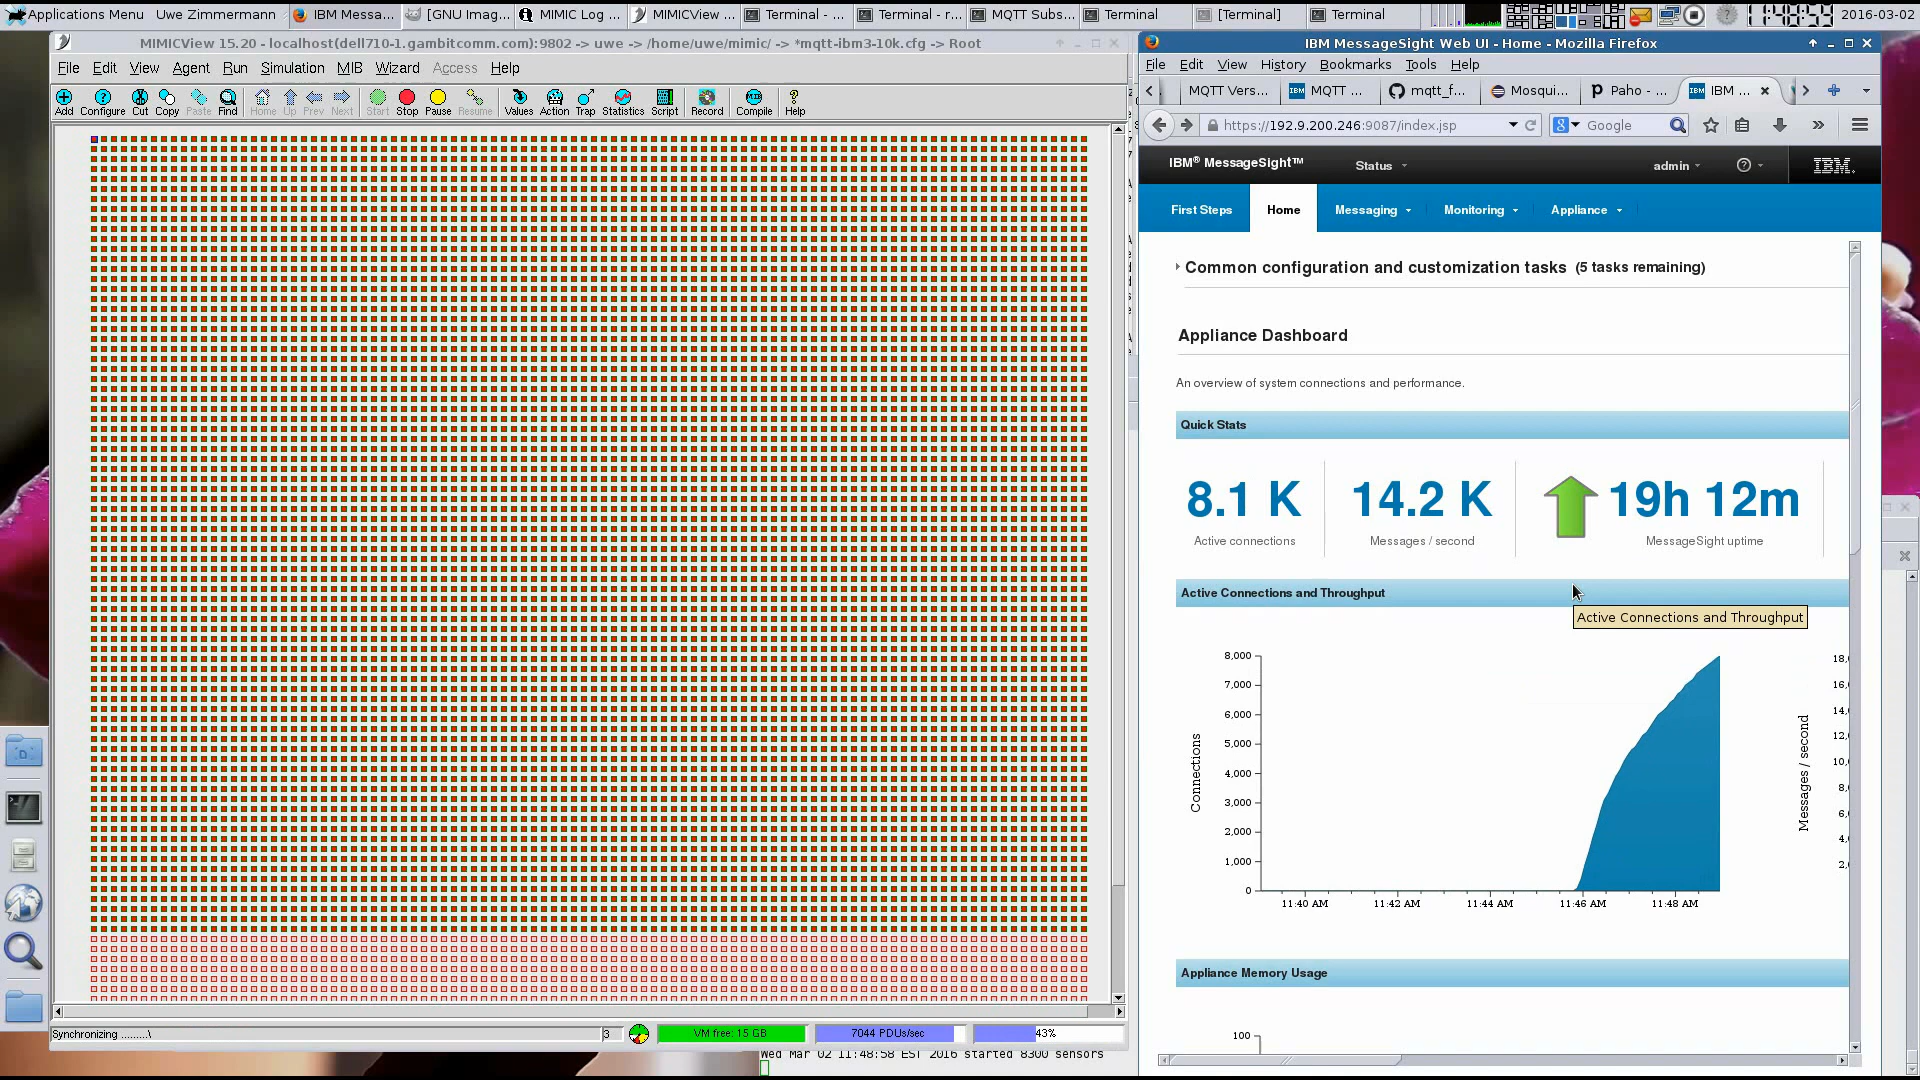 Applications Menu Uwe Zimmermann IBM Messa... [GNU Imag... MIMIC Log ... MIMICView ... Terminal - ... Terminal - r... MQTT Subs... Terminal [Terminal] Terminal 2016-03-02
MIMICView 15.20 - localhost(dell710-1.gambitcomm.com):9802 -> uwe -> /home/uwe/mimic/ -> *mqtt-ibm3-10k.cfg -> Root
File Edit View Agent Run Simulation MIB Wizard Access Help
Add Configure Cut Copy Paste Find Home Up Prev Next Start Stop Pause Resume Values Action Trap Statistics Script Record Compile Help
Synchronizing .........\ 3 VM free: 15 GB 7044 PDUs/sec 43%
Wed Mar 02 11:48:58 EST 2016 started 8300 sensors
IBM MessageSight Web UI - Home - Mozilla Firefox
File Edit View History Bookmarks Tools Help
MQTT Vers... IBM MQTT ... mqtt_f... Mosqui... Paho - ... IBM ...
https://192.9.200.246:9087/index.jsp Google
IBM® MessageSight™ Status admin IBM.
First Steps Home Messaging Monitoring Appliance
Common configuration and customization tasks (5 tasks remaining)
Appliance Dashboard
An overview of system connections and performance.
Quick Stats
8.1 K 14.2 K 19h 12m
Active connections Messages / second MessageSight uptime
Active Connections and Throughput
Active Connections and Throughput
Connections
8,000
7,000
6,000
5,000
4,000
3,000
2,000
1,000
0
11:40 AM 11:42 AM 11:44 AM 11:46 AM 11:48 AM
Messages / second
18,
16,
14,
12,
10,
8,
6,
4,
2,
Appliance Memory Usage
100